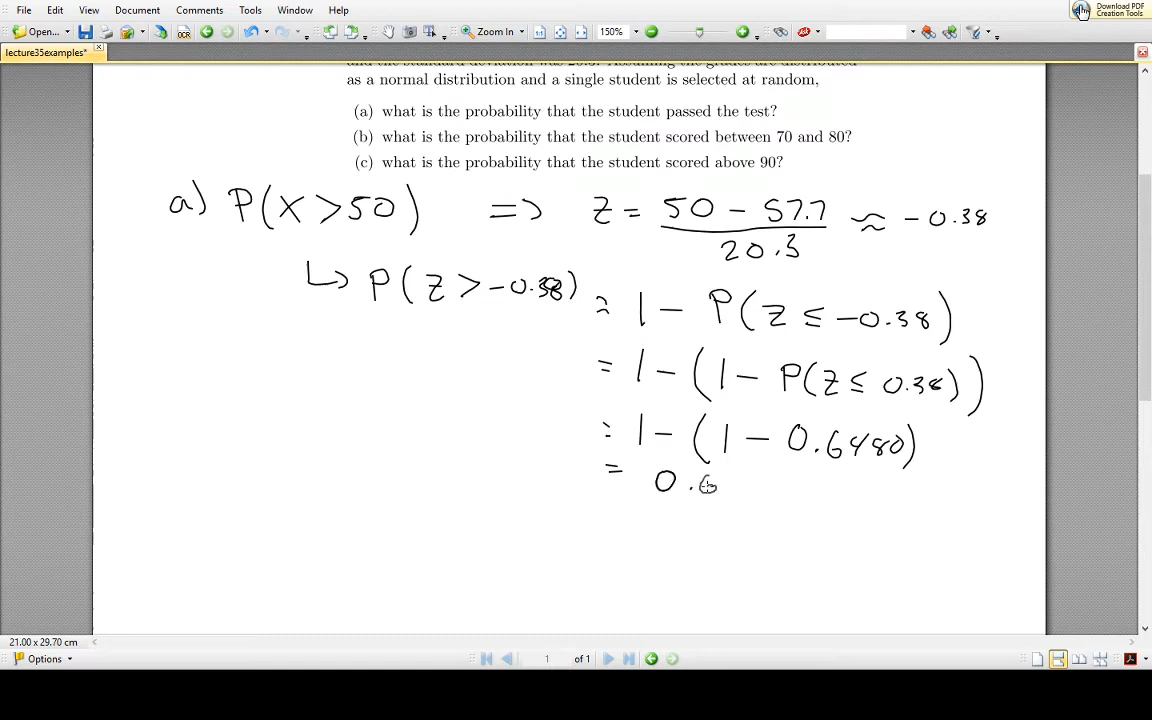 File Edit View Document Comments Tools Window Help
Download PDF Creation Tools
Open... OCR Zoom In 150%
lecture35examples*
as a normal distribution and a single student is selected at random,
(a) what is the probability that the student passed the test?
(b) what is the probability that the student scored between 70 and 80?
(c) what is the probability that the student scored above 90?
a) P(X > 50) => Z = (50 - 57.7)/20.3 ≈ -0.38
↳ P(Z > -0.38) = 1 - P(Z ≤ -0.38)
= 1 - (1 - P(Z ≤ 0.38))
= 1 - (1 - 0.6480)
= 0.6
21.00 x 29.70 cm
Options 1 of 1